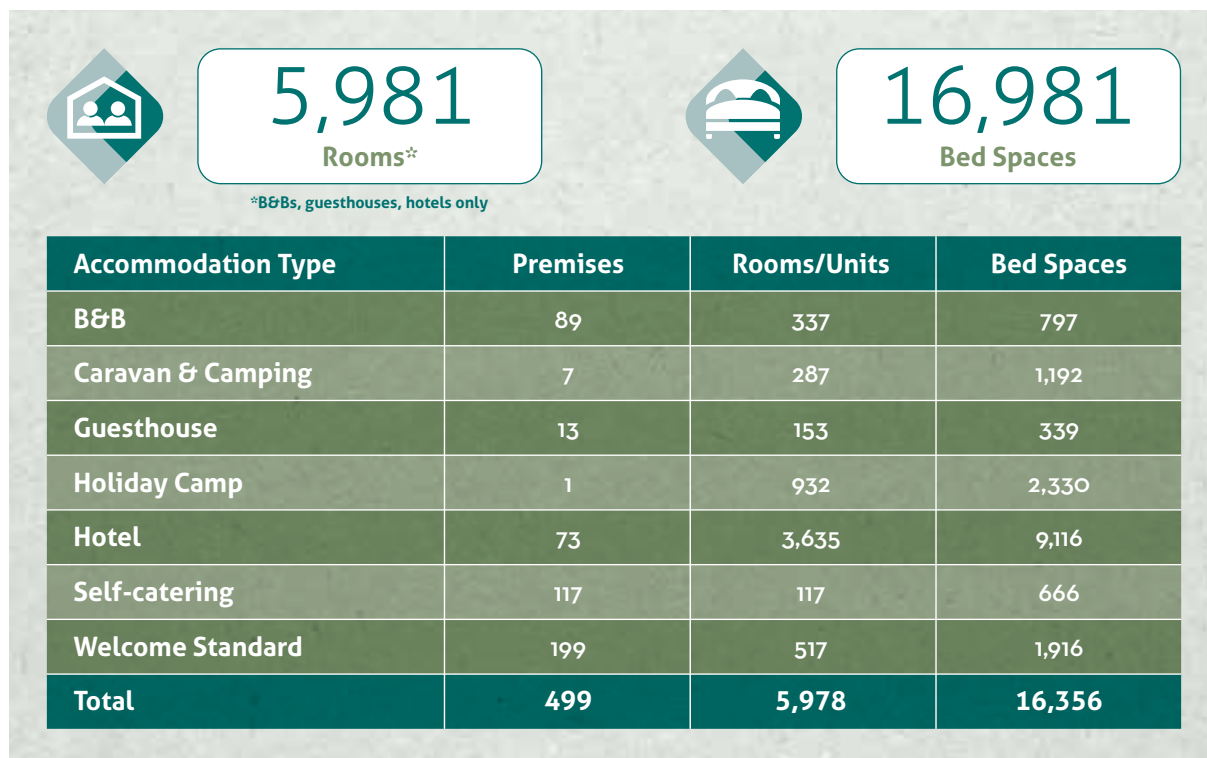 5,981
Rooms*
*B&Bs, guesthouses, hotels only
16,981
Bed Spaces
Accommodation Type Premises Rooms/Units Bed Spaces
B&B 89 337 797
Caravan & Camping 7 287 1,192
Guesthouse 13 153 339
Holiday Camp 1 932 2,330
Hotel 73 3,635 9,116
Self-catering 117 117 666
Welcome Standard 199 517 1,916
Total 499 5,978 16,356